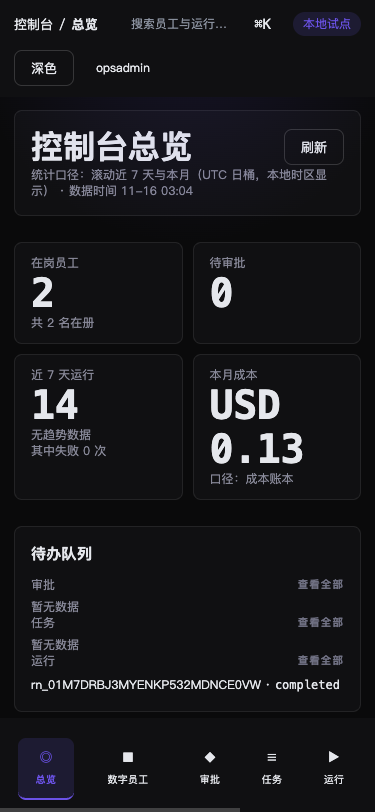 控制台 / 总览 搜索员工与运行... ⌘K 本地试点
深色 opsadmin
控制台总览
刷新
统计口径：滚动近 7 天与本月（UTC 日桶，本地时区显
示） · 数据时间 11-16 03:04
在岗员工
2
共 2 名在册
待审批
0
近 7 天运行
14
无趋势数据
其中失败 0 次
本月成本
USD
0.13
口径：成本账本
待办队列
审批 查看全部
暂无数据
任务 查看全部
暂无数据
运行 查看全部
rn_01M7DRBJ3MYENKP532MDNCE0VW · completed
总览 数字员工 审批 任务 运行